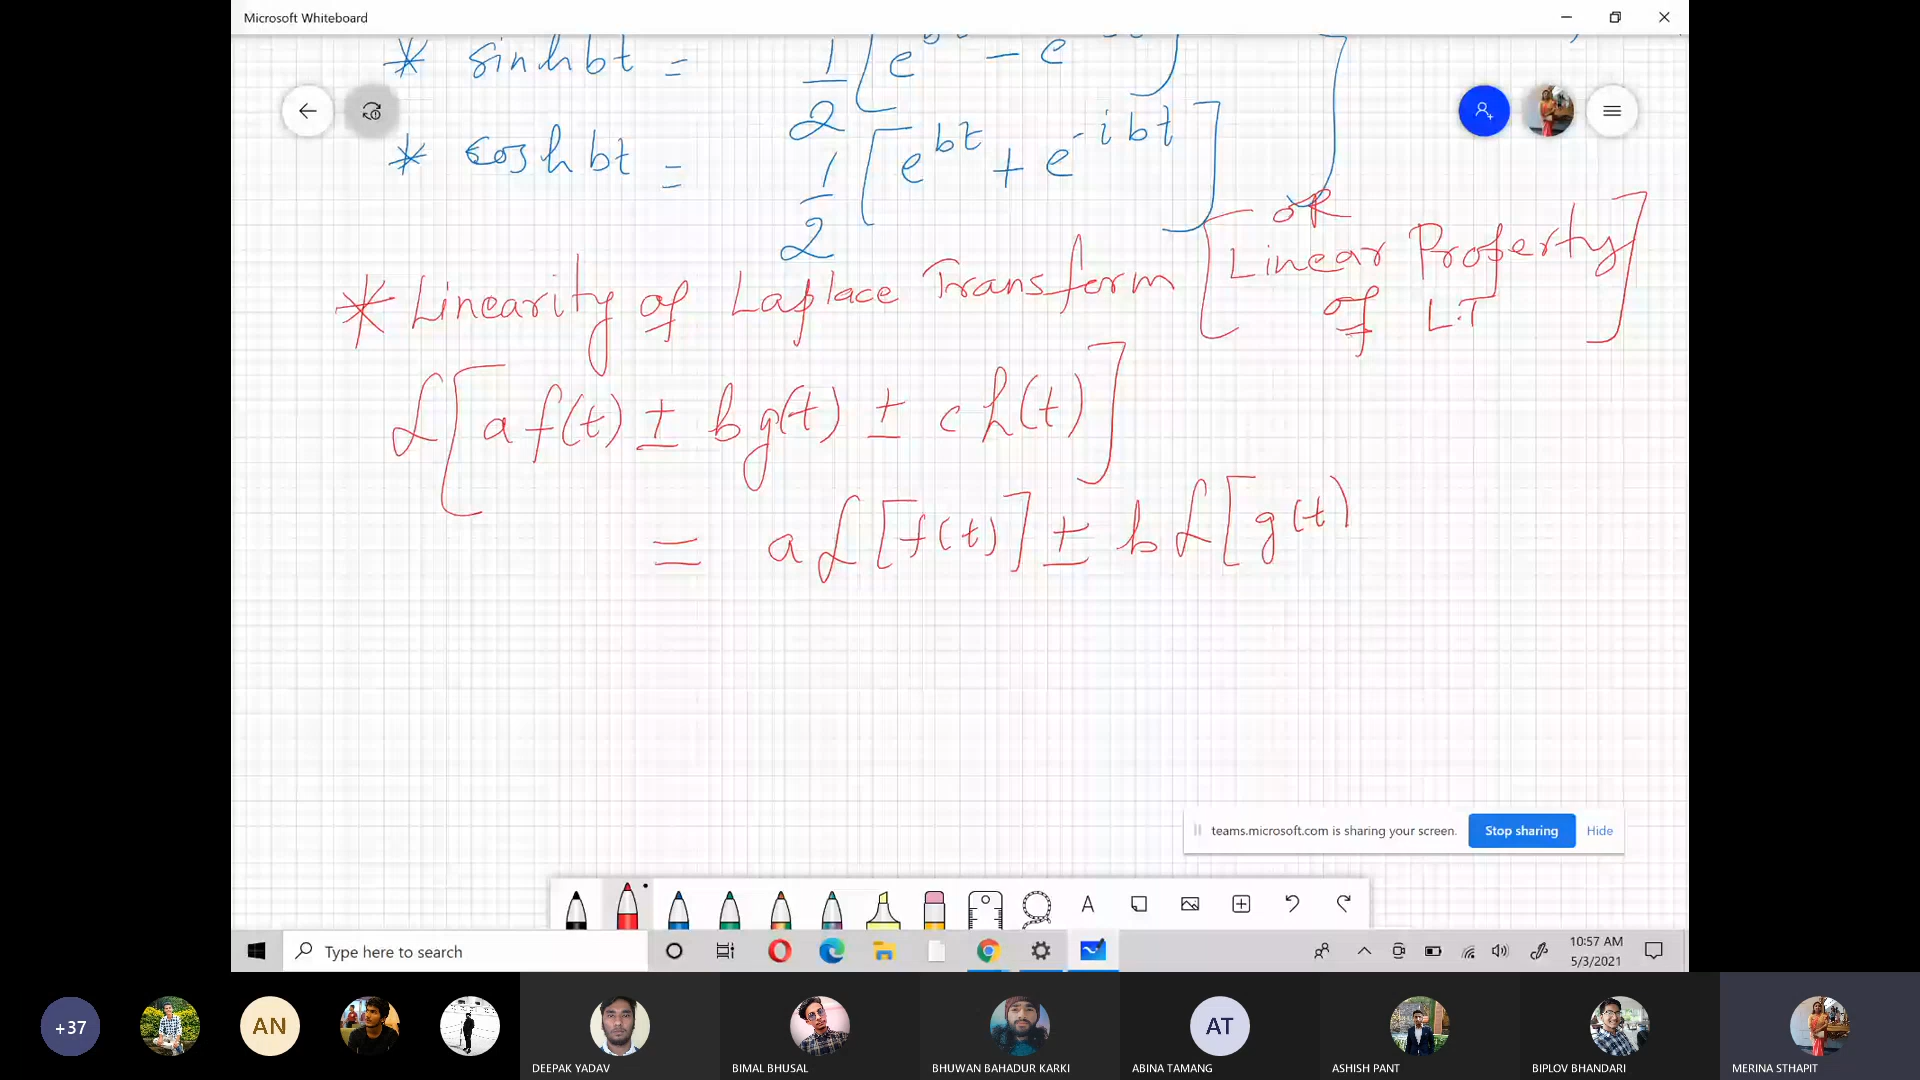 Microsoft Whiteboard
* sinh bt = 1/2 [e - e ]
* cosh bt = 1/2 [e^bt + e^-ibt]
* Linearity of Laplace Transform [or Linear Property of L.T]
ℒ[a f(t) ± b g(t) ± c h(t)]
= a ℒ[f(t)] ± b ℒ[g(t)
teams.microsoft.com is sharing your screen. Stop sharing Hide
A
Type here to search
10:57 AM
5/3/2021
+37
AN
AT
DEEPAK YADAV
BIMAL BHUSAL
BHUWAN BAHADUR KARKI
ABINA TAMANG
ASHISH PANT
BIPLOV BHANDARI
MERINA STHAPIT